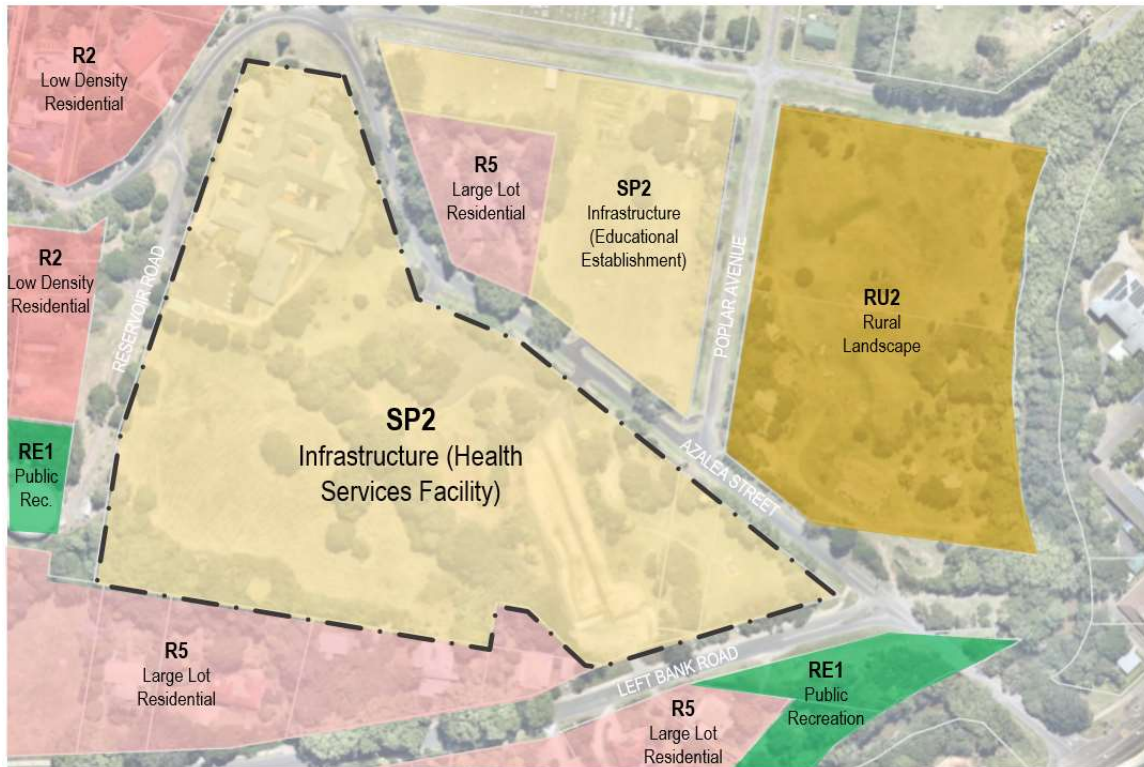 R2
Low Density
Residential
R5
Large Lot
Residential
SP2
Infrastructure
(Educational
Establishment)
POPLAR AVENUE
R2
Low Density
Residential
RESERVOIR ROAD
RU2
Rural
Landscape
RE1
Public
Rec.
SP2
Infrastructure (Health
Services Facility)
AZALEA STREET
R5
Large Lot
Residential
LEFT BANK ROAD
RE1
Public
Recreation
R5
Large Lot
Residential